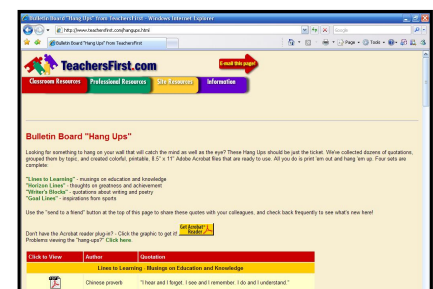 Bulletin Board "Hang Ups" from TeachersFirst - Windows Internet Explorer
http://www.teachersfirst.com/hangups.html
Google
Bulletin Board "Hang Ups" from TeachersFirst
Page
Tools
TeachersFirst.com
E-mail this page!
Classroom Resources
Professional Resources
Site Resources
Information
Bulletin Board "Hang Ups"
Looking for something to hang on your wall that will catch the mind as well as the eye? These Hang Ups should be just the ticket. We've collected dozens of quotations,
grouped them by topic, and created colorful, printable, 8.5" x 11" Adobe Acrobat files that are ready to use. All you do is print 'em out and hang 'em up. Four sets are
complete:
"Lines to Learning" - musings on education and knowledge
"Horizon Lines" - thoughts on greatness and achievement
"Writer's Blocks" - quotations about writing and poetry
"Goal Lines" - inspirations from sports
Use the "send to a friend" button at the top of this page to share these quotes with your colleagues, and check back frequently to see what's new here!
Don't have the Acrobat reader plug-in? - Click the graphic to get it!
Get Acrobat
Reader
Problems viewing the "hang-ups?" Click here.
Click to View
Author
Quotation
Lines to Learning - Musings on Education and Knowledge
Chinese proverb
"I hear and I forget. I see and I remember. I do and I understand."